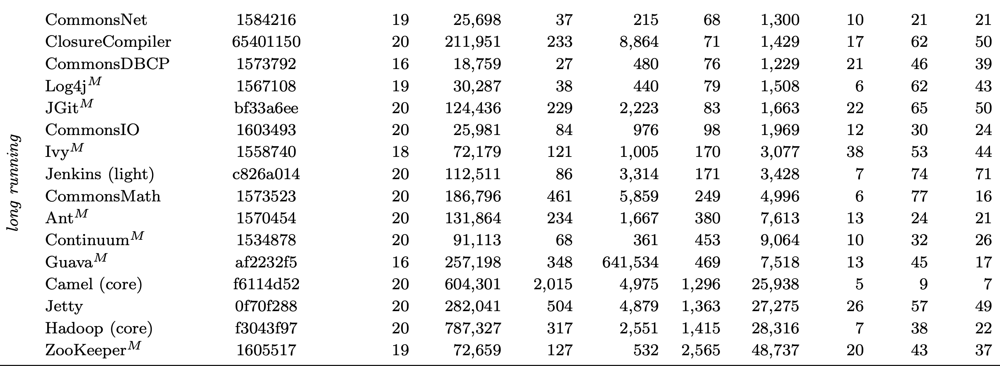 CommonsNet 1584216 19 25,698 37 215 68 1,300 10 21 21
ClosureCompiler 65401150 20 211,951 233 8,864 71 1,429 17 62 50
CommonsDBCP 1573792 16 18,759 27 480 76 1,229 21 46 39
Log4j^M 1567108 19 30,287 38 440 79 1,508 6 62 43
JGit^M bf33a6ee 20 124,436 229 2,223 83 1,663 22 65 50
CommonsIO 1603493 20 25,981 84 976 98 1,969 12 30 24
Ivy^M 1558740 18 72,179 121 1,005 170 3,077 38 53 44
Jenkins (light) c826a014 20 112,511 86 3,314 171 3,428 7 74 71
long running
CommonsMath 1573523 20 186,796 461 5,859 249 4,996 6 77 16
Ant^M 1570454 20 131,864 234 1,667 380 7,613 13 24 21
Continuum^M 1534878 20 91,113 68 361 453 9,064 10 32 26
Guava^M af2232f5 16 257,198 348 641,534 469 7,518 13 45 17
Camel (core) f6114d52 20 604,301 2,015 4,975 1,296 25,938 5 9 7
Jetty 0f70f288 20 282,041 504 4,879 1,363 27,275 26 57 49
Hadoop (core) f3043f97 20 787,327 317 2,551 1,415 28,316 7 38 22
ZooKeeper^M 1605517 19 72,659 127 532 2,565 48,737 20 43 37